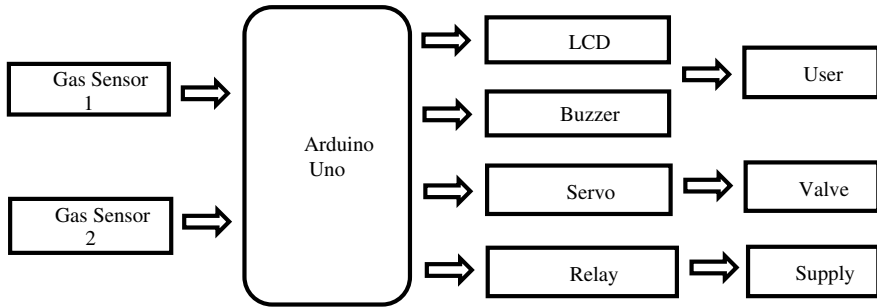 Gas Sensor
1
Gas Sensor
2
Arduino
Uno
LCD
Buzzer
Servo
Relay
User
Valve
Supply